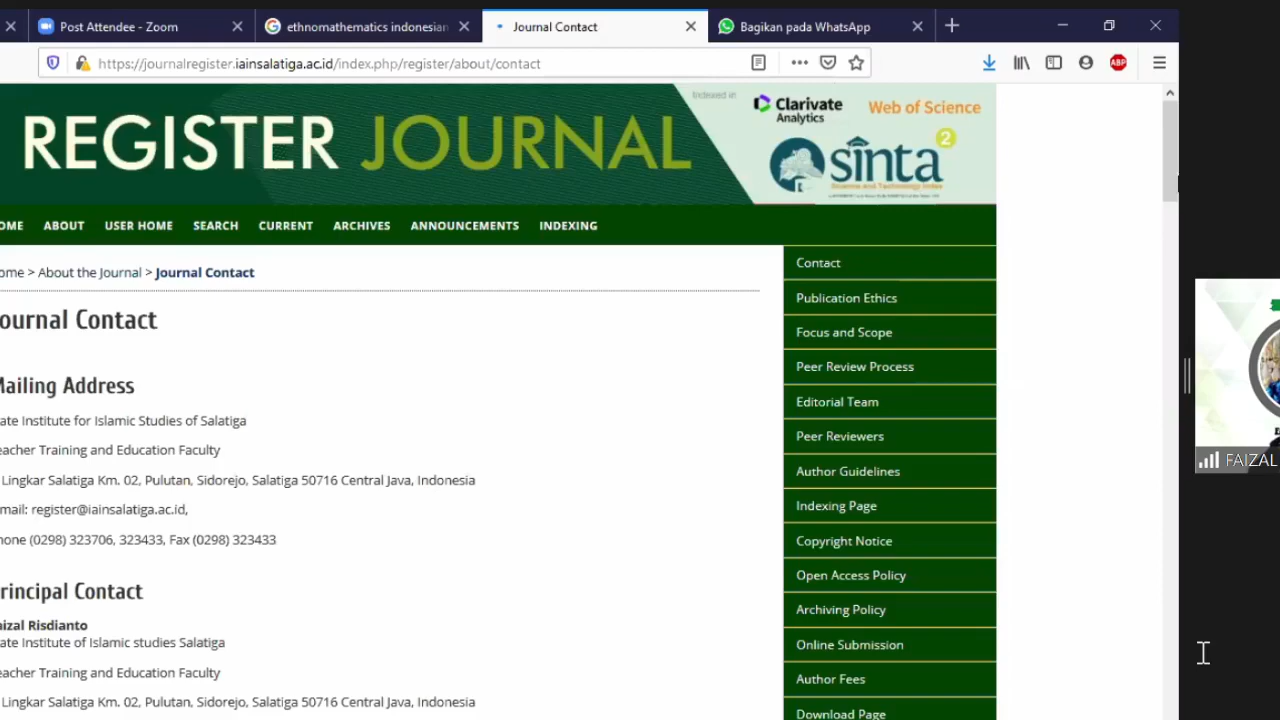 Post Attendee - Zoom
ethnomathematics indonesian
Journal Contact
Bagikan pada WhatsApp
https://journalregister.iainsalatiga.ac.id/index.php/register/about/contact
ABP
Indexed in
Clarivate
Analytics
Web of Science
REGISTER JOURNAL
sinta
2
Science and Technology Index
OME ABOUT USER HOME SEARCH CURRENT ARCHIVES ANNOUNCEMENTS INDEXING
ome > About the Journal > Journal Contact
ournal Contact
Mailing Address
ate Institute for Islamic Studies of Salatiga
eacher Training and Education Faculty
Lingkar Salatiga Km. 02, Pulutan, Sidorejo, Salatiga 50716 Central Java, Indonesia
mail: register@iainsalatiga.ac.id,
hone (0298) 323706, 323433, Fax (0298) 323433
rincipal Contact
aizal Risdianto
ate Institute of Islamic studies Salatiga
eacher Training and Education Faculty
Lingkar Salatiga Km. 02, Pulutan, Sidorejo, Salatiga 50716 Central Java, Indonesia
Contact
Publication Ethics
Focus and Scope
Peer Review Process
Editorial Team
Peer Reviewers
Author Guidelines
Indexing Page
Copyright Notice
Open Access Policy
Archiving Policy
Online Submission
Author Fees
Download Page
FAIZAL